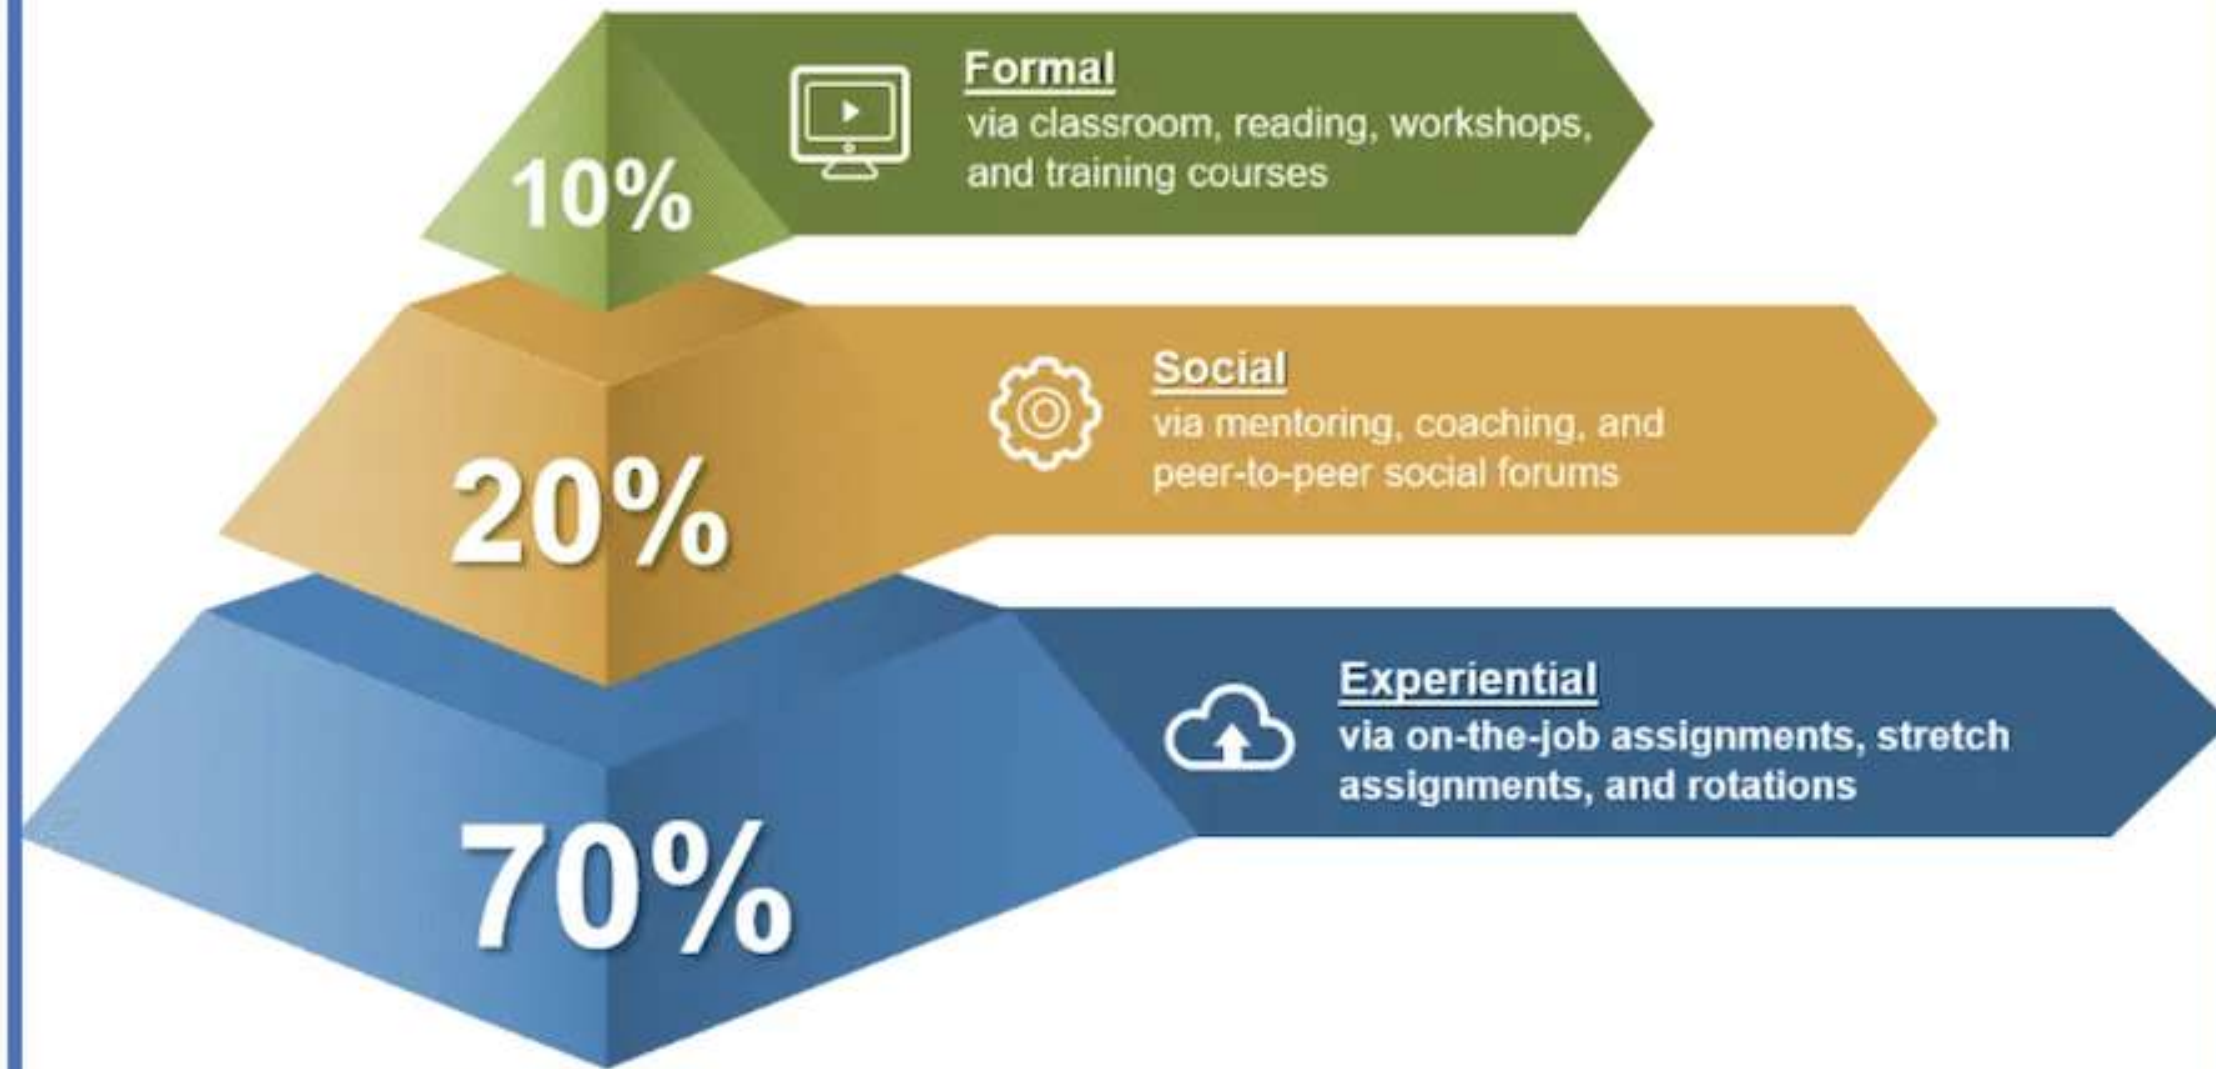 10%
Formal
via classroom, reading, workshops,
and training courses
20%
Social
via mentoring, coaching, and
peer-to-peer social forums
70%
Experiential
via on-the-job assignments, stretch
assignments, and rotations